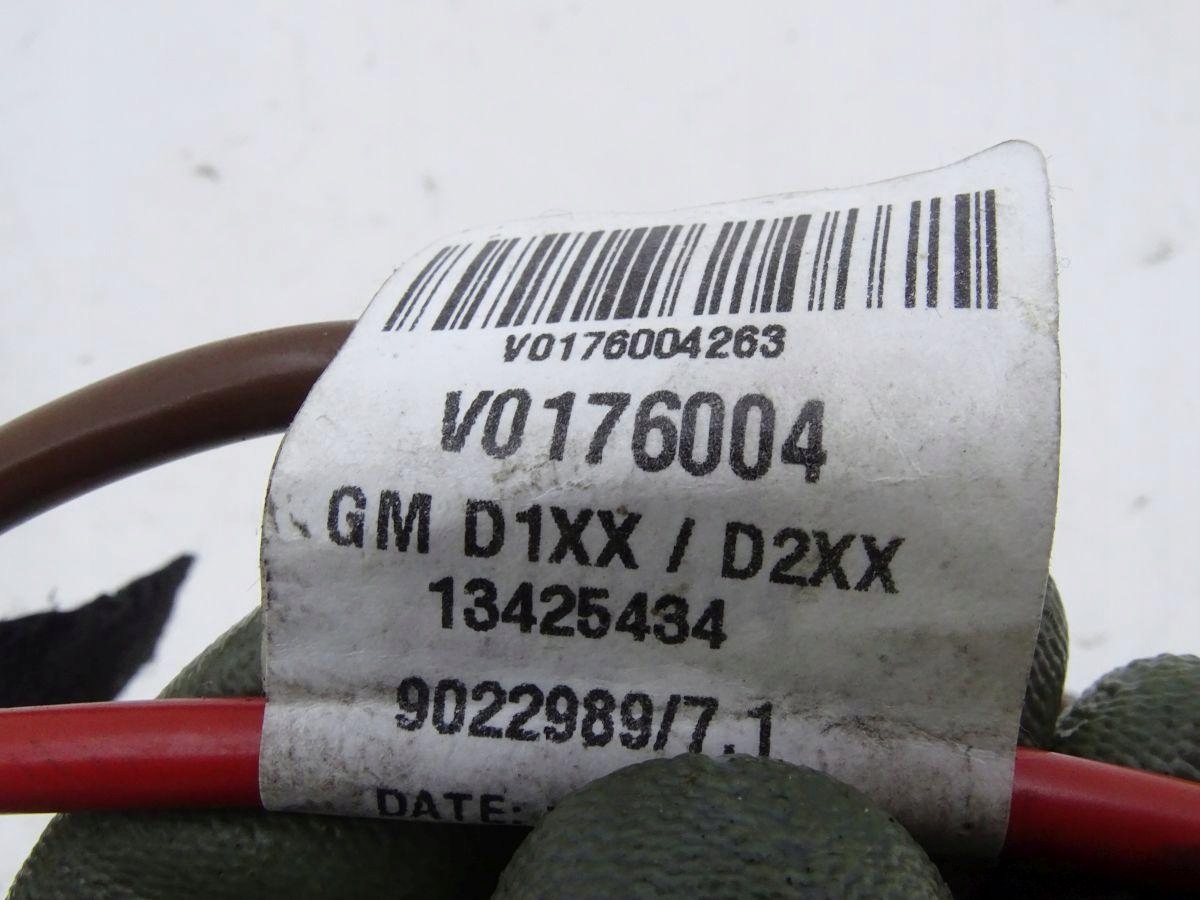 V0176004263
V0176004
GM D1XX / D2XX
13425434
9022989/7.1
DATE: